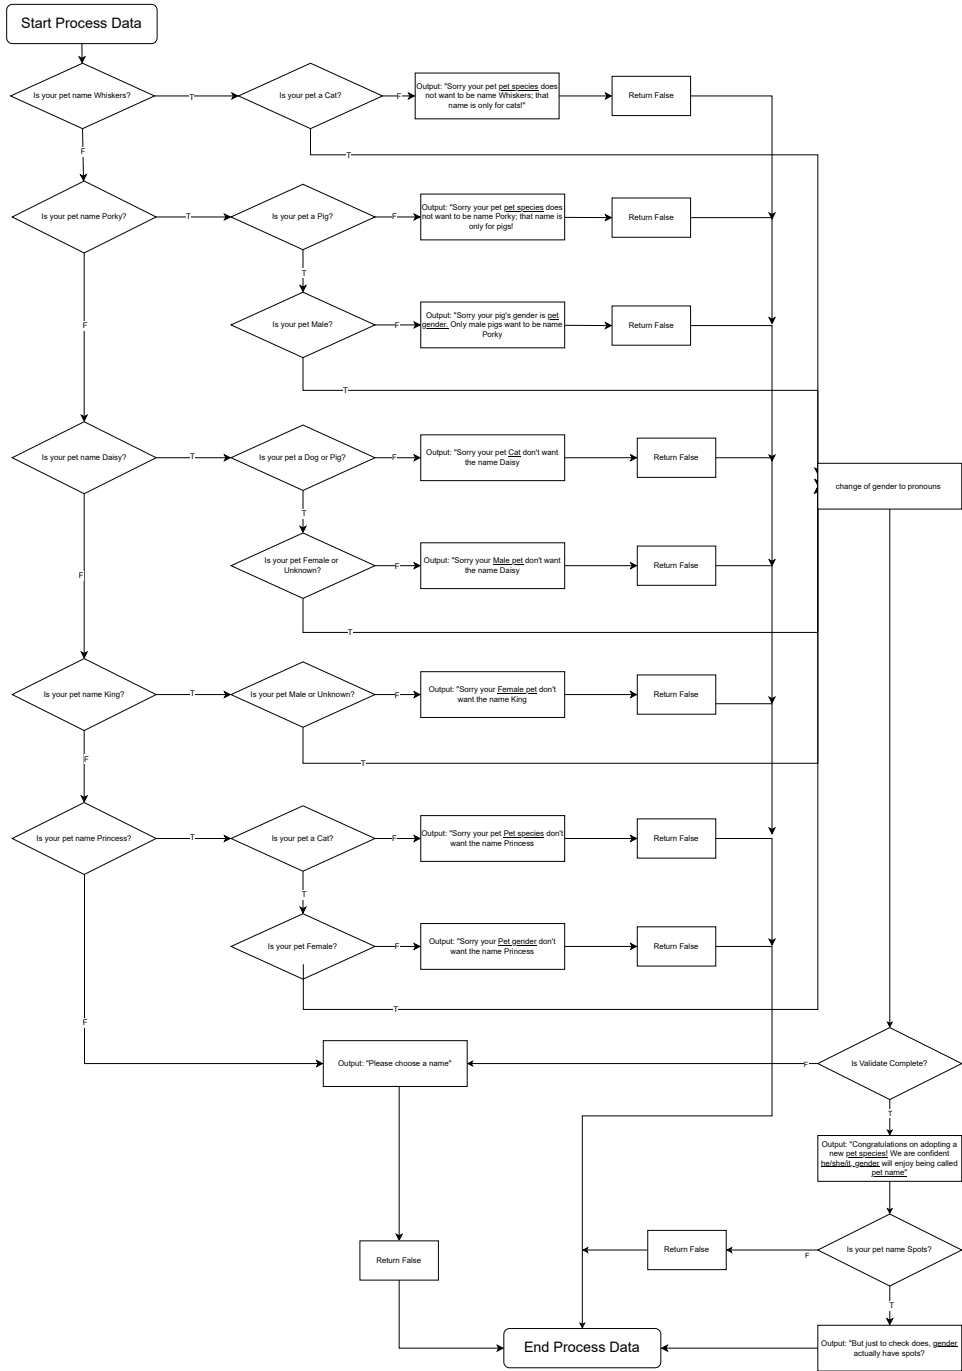 Start Process Data
Is your pet name Whiskers?
T
Is your pet a Cat?
F
Output: "Sorry your pet pet species does
not want to be name Whiskers; that
name is only for cats!"
Return False
T
F
Is your pet name Porky?
T
Is your pet a Pig?
F
Output: "Sorry your pet pet species does
not want to be name Porky; that name is
only for pigs!
Return False
T
F
Is your pet Male?
F
Output: "Sorry your pig's gender is pet
gender. Only male pigs want to be name
Porky
Return False
T
Is your pet name Daisy?
T
Is your pet a Dog or Pig?
F
Output: "Sorry your pet Cat don't want
the name Daisy
Return False
change of gender to pronouns
T
F
Is your pet Female or
Unknown?
F
Output: "Sorry your Male pet don't want
the name Daisy
Return False
T
Is your pet name King?
T
Is your pet Male or Unknown?
F
Output: "Sorry your Female pet don't
want the name King
Return False
F
T
Is your pet name Princess?
T
Is your pet a Cat?
F
Output: "Sorry your pet Pet species don't
want the name Princess
Return False
T
Is your pet Female?
F
Output: "Sorry your Pet gender don't
want the name Princess
Return False
T
F
Output: "Please choose a name"
F
Is Validate Complete?
T
Output: "Congratulations on adopting a
new pet species! We are confident
he/she/it, gender will enjoy being called
pet name"
Return False
Return False
F
Is your pet name Spots?
T
End Process Data
Output: "But just to check does, gender
actually have spots?